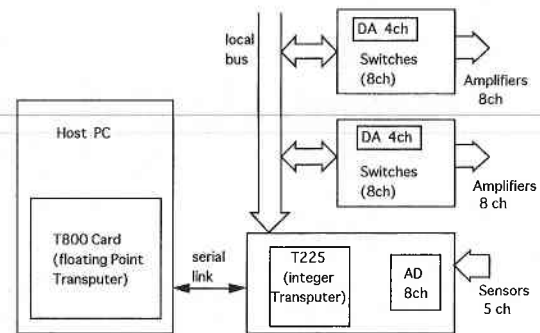 DA 4ch
local
bus
Switches
(8ch)
Amplifiers
8ch
Host PC
DA 4ch
Switches
(8ch)
Amplifiers
8 ch
T800 Card
(floating Point
Transputer)
serial
link
T225
(integer
Transputer)
AD
8ch
Sensors
5 ch